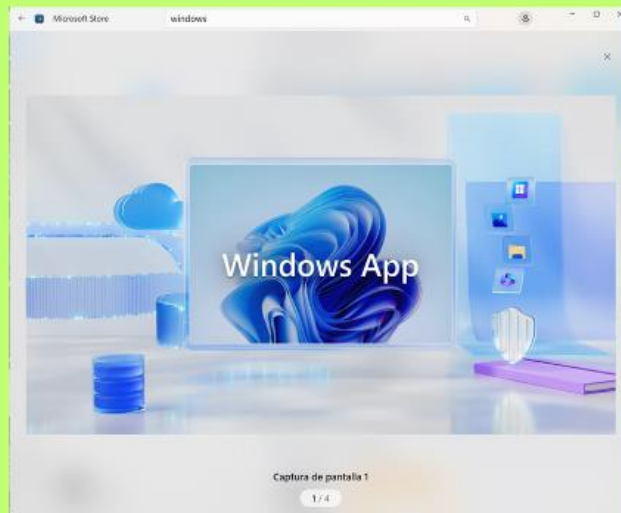 Microsoft Store
windows
Windows App
Captura de pantalla 1
1 / 4